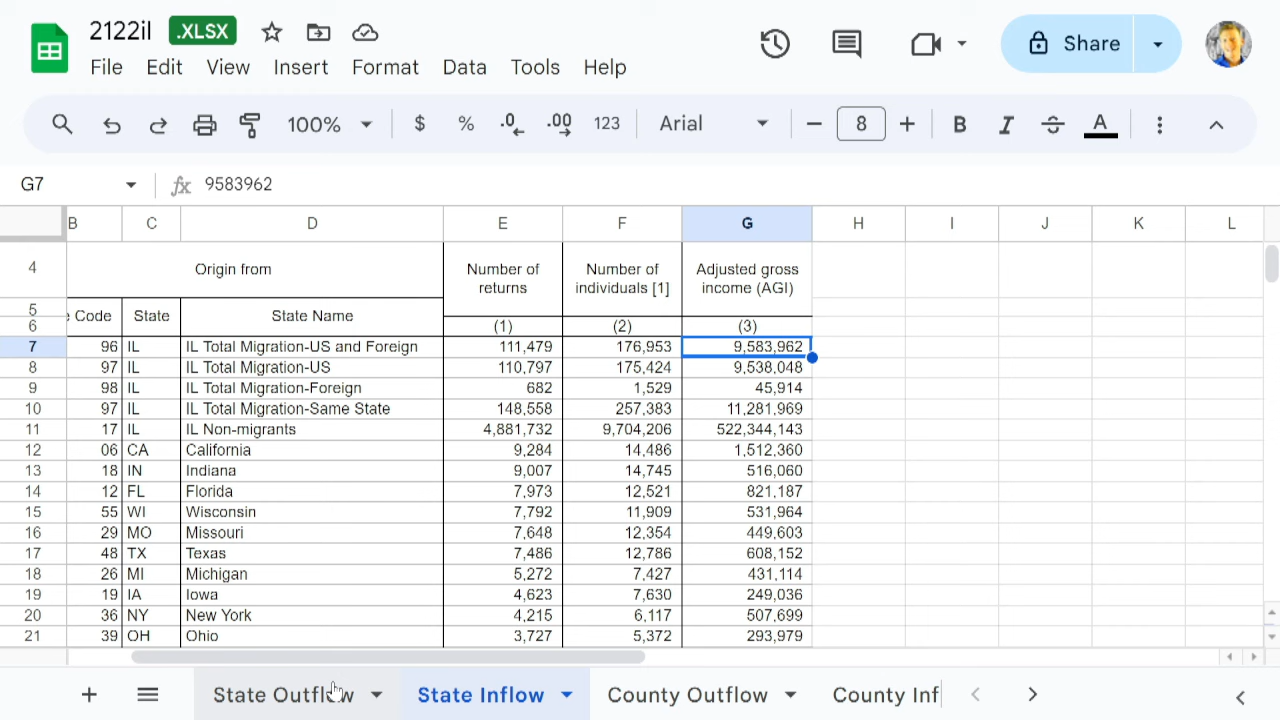 2122il .XLSX
File Edit View Insert Format Data Tools Help
Share
100% $ % .0 .00 123 Arial 8 B I S A
G7 fx 9583962
B C D E F G H I J K L
4 Origin from Number of returns Number of individuals [1] Adjusted gross income (AGI)
5 Code State State Name
6 (1) (2) (3)
7 96 IL IL Total Migration-US and Foreign 111,479 176,953 9,583,962
8 97 IL IL Total Migration-US 110,797 175,424 9,538,048
9 98 IL IL Total Migration-Foreign 682 1,529 45,914
10 97 IL IL Total Migration-Same State 148,558 257,383 11,281,969
11 17 IL IL Non-migrants 4,881,732 9,704,206 522,344,143
12 06 CA California 9,284 14,486 1,512,360
13 18 IN Indiana 9,007 14,745 516,060
14 12 FL Florida 7,973 12,521 821,187
15 55 WI Wisconsin 7,792 11,909 531,964
16 29 MO Missouri 7,648 12,354 449,603
17 48 TX Texas 7,486 12,786 608,152
18 26 MI Michigan 5,272 7,427 431,114
19 19 IA Iowa 4,623 7,630 249,036
20 36 NY New York 4,215 6,117 507,699
21 39 OH Ohio 3,727 5,372 293,979
State Outflow State Inflow County Outflow County Inf